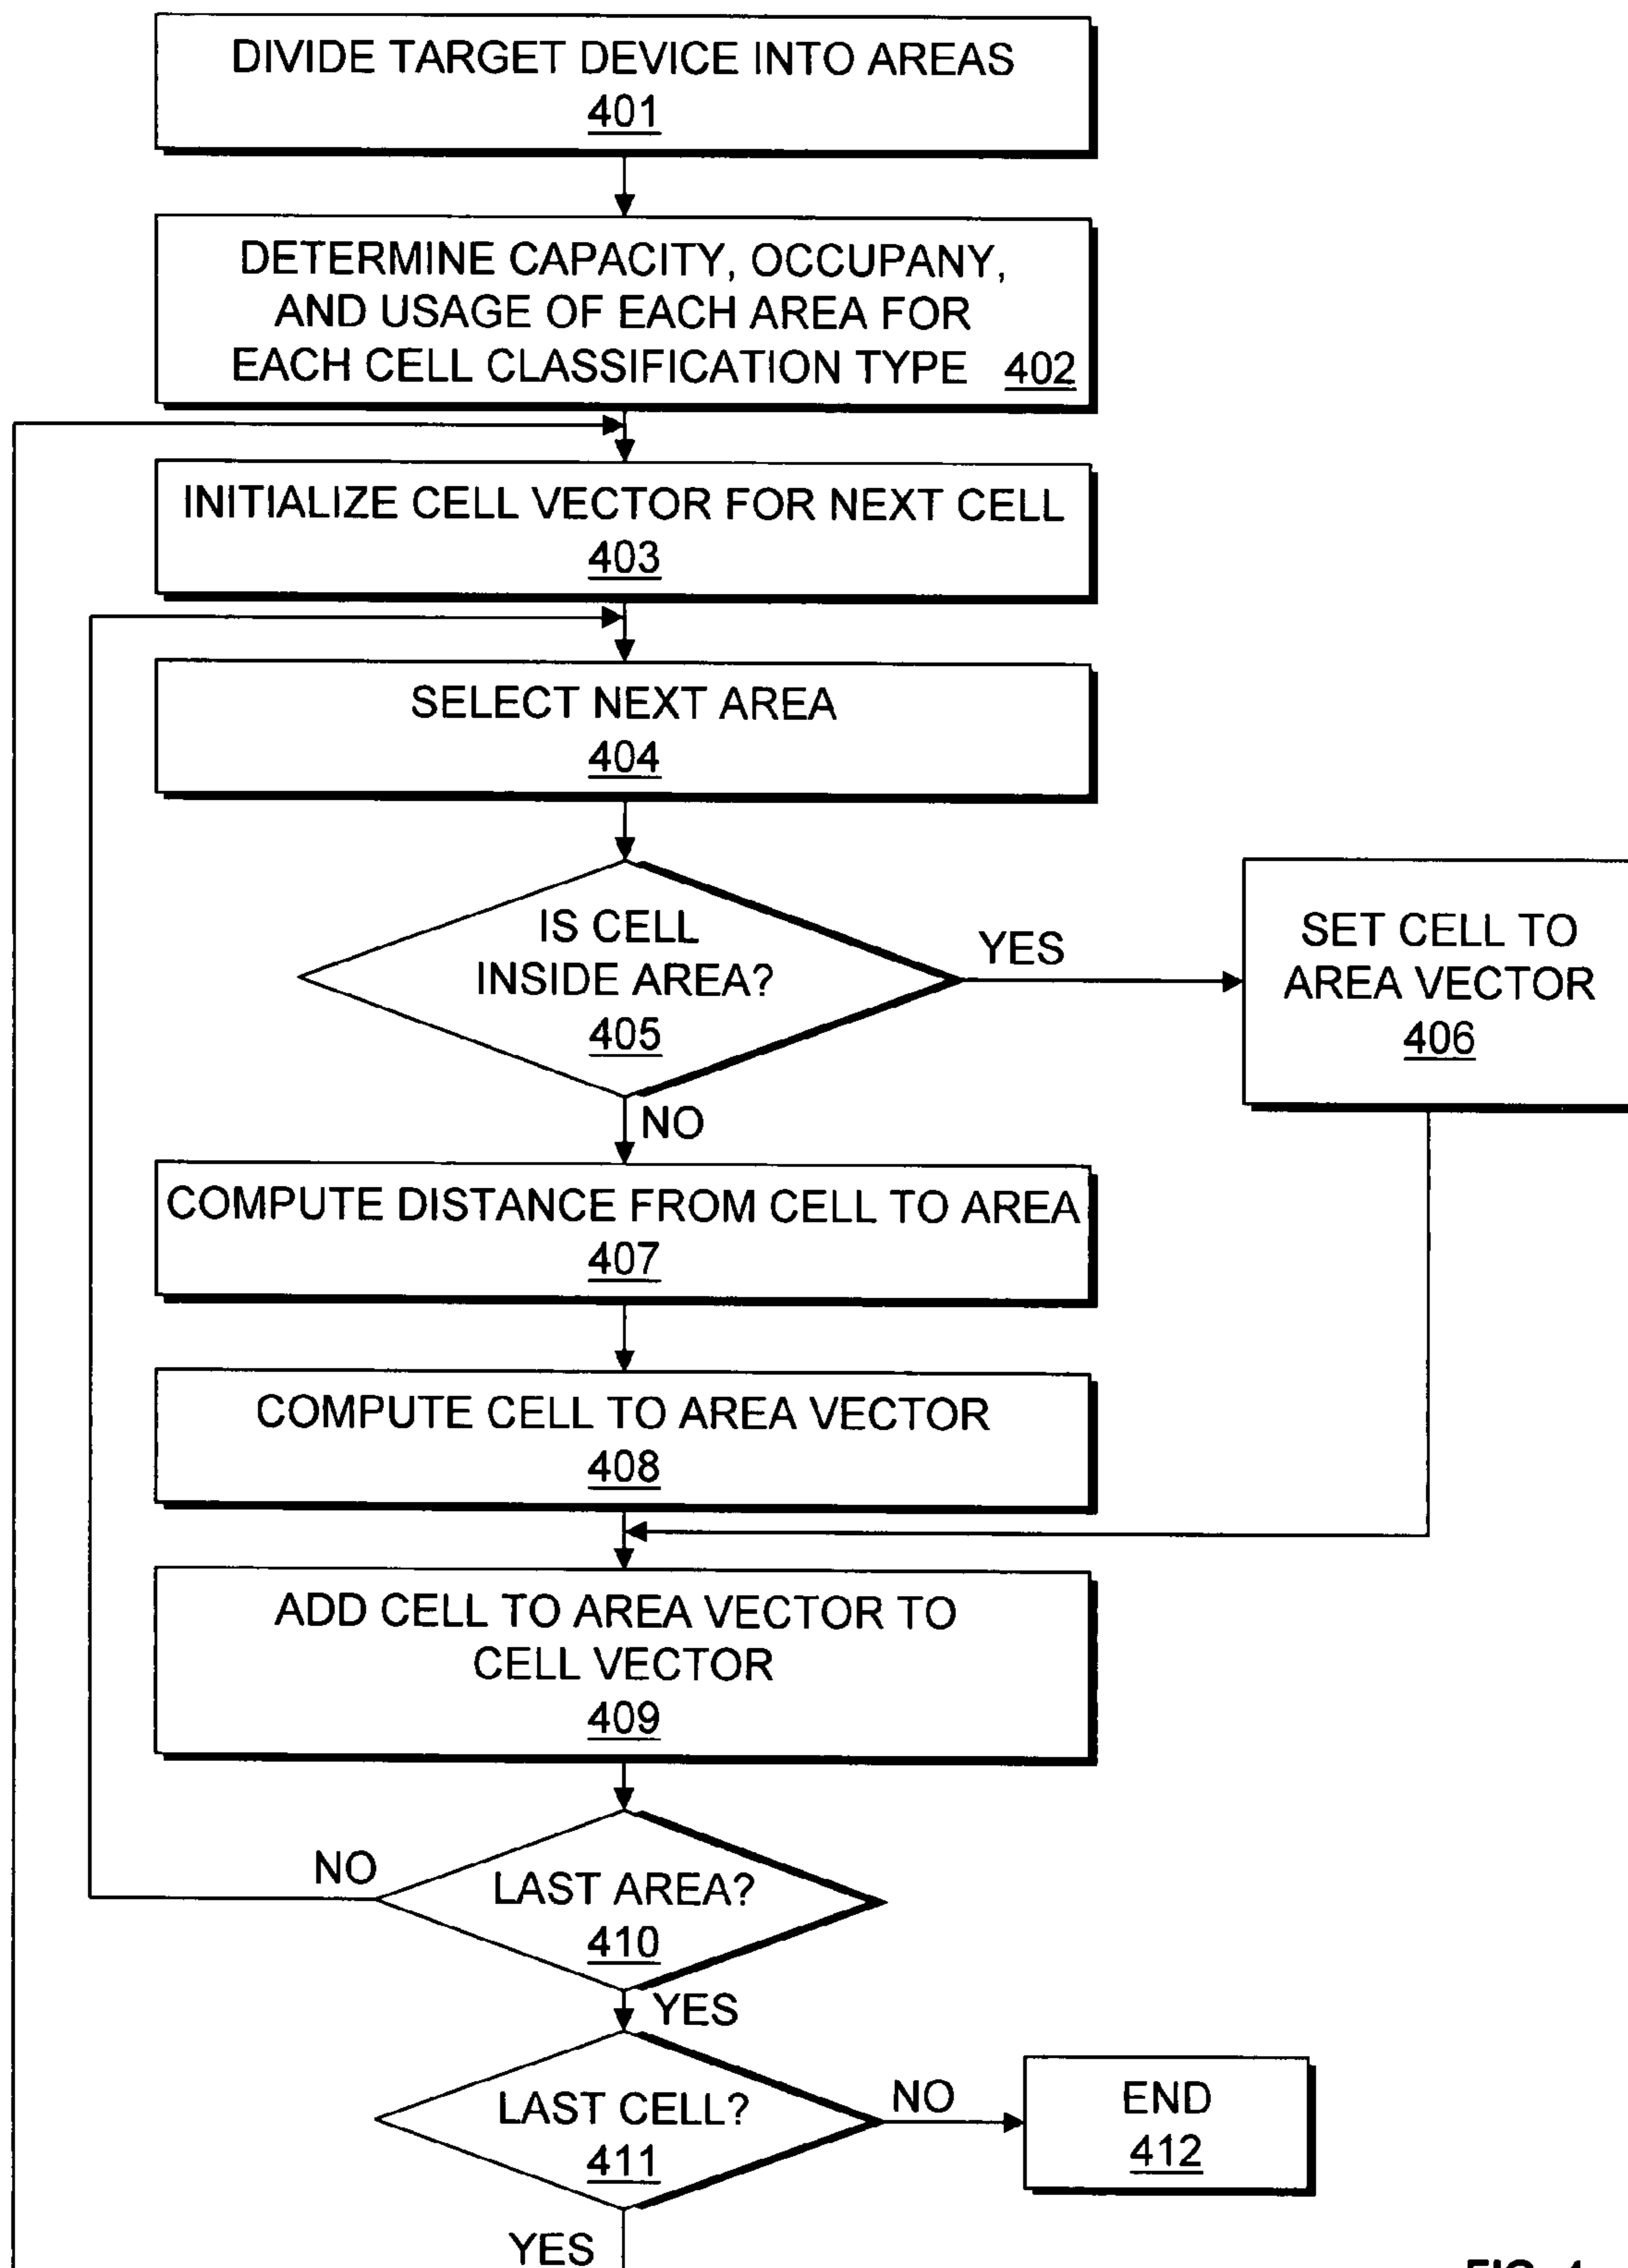 DIVIDE TARGET DEVICE INTO AREAS
401
DETERMINE CAPACITY, OCCUPANY,
AND USAGE OF EACH AREA FOR
EACH CELL CLASSIFICATION TYPE 402
INITIALIZE CELL VECTOR FOR NEXT CELL
403
SELECT NEXT AREA
404
IS CELL
INSIDE AREA?
405
YES
SET CELL TO
AREA VECTOR
406
NO
COMPUTE DISTANCE FROM CELL TO AREA
407
COMPUTE CELL TO AREA VECTOR
408
ADD CELL TO AREA VECTOR TO
CELL VECTOR
409
NO
LAST AREA?
410
YES
LAST CELL?
411
NO
END
412
YES